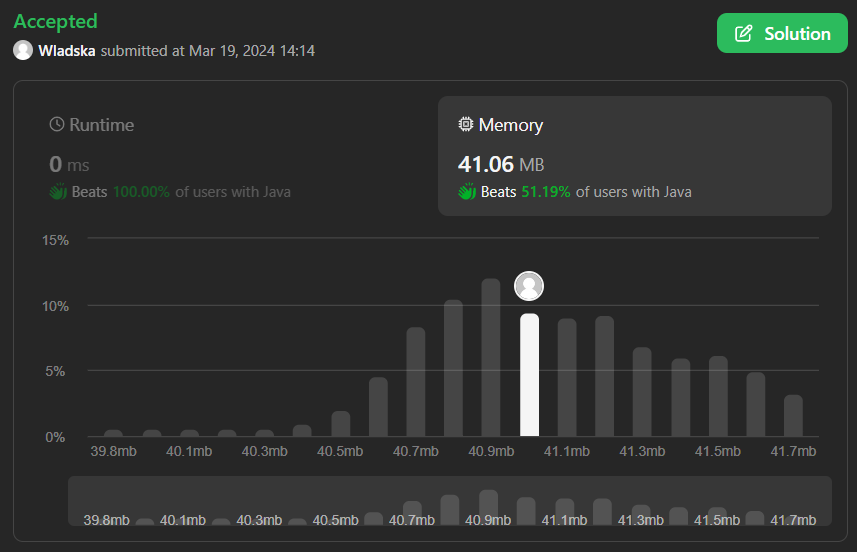 Accepted
Wladska submitted at Mar 19, 2024 14:14
Solution
Runtime
0 ms
Beats 100.00% of users with Java
Memory
41.06 MB
Beats 51.19% of users with Java
15%
10%
5%
0%
39.8mb 40.1mb 40.3mb 40.5mb 40.7mb 40.9mb 41.1mb 41.3mb 41.5mb 41.7mb
39.8mb 40.1mb 40.3mb 40.5mb 40.7mb 40.9mb 41.1mb 41.3mb 41.5mb 41.7mb